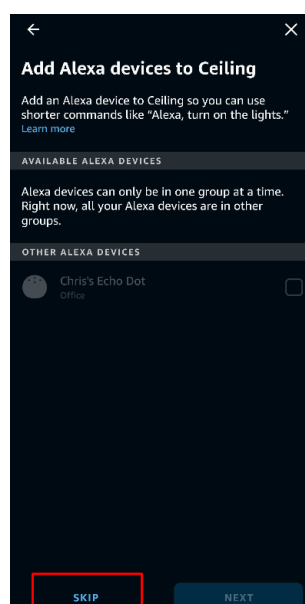 Add Alexa devices to Ceiling
Add an Alexa device to Ceiling so you can use
shorter commands like “Alexa, turn on the lights.”
Learn more
AVAILABLE ALEXA DEVICES
Alexa devices can only be in one group at a time.
Right now, all your Alexa devices are in other
groups.
OTHER ALEXA DEVICES
Chris's Echo Dot
Office
SKIP
NEXT